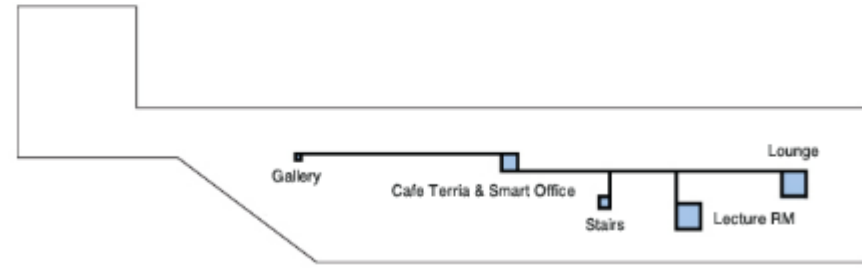 Lounge
Gallery
Cafe Terria & Smart Office
Stairs
Lecture RM